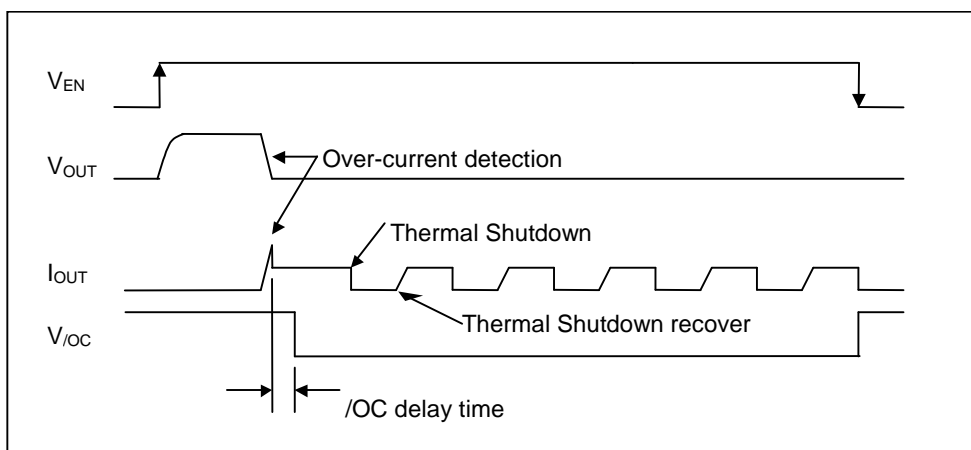 VEN
VOUT
Over-current detection
Thermal Shutdown
IOUT
Thermal Shutdown recover
V/OC
/OC delay time